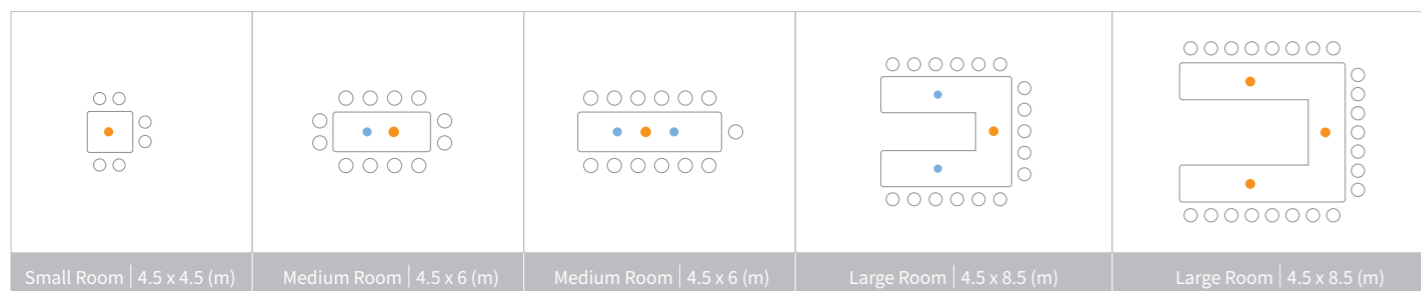 Small Room | 4.5 x 4.5 (m)
Medium Room | 4.5 x 6 (m)
Medium Room | 4.5 x 6 (m)
Large Room | 4.5 x 8.5 (m)
Large Room | 4.5 x 8.5 (m)